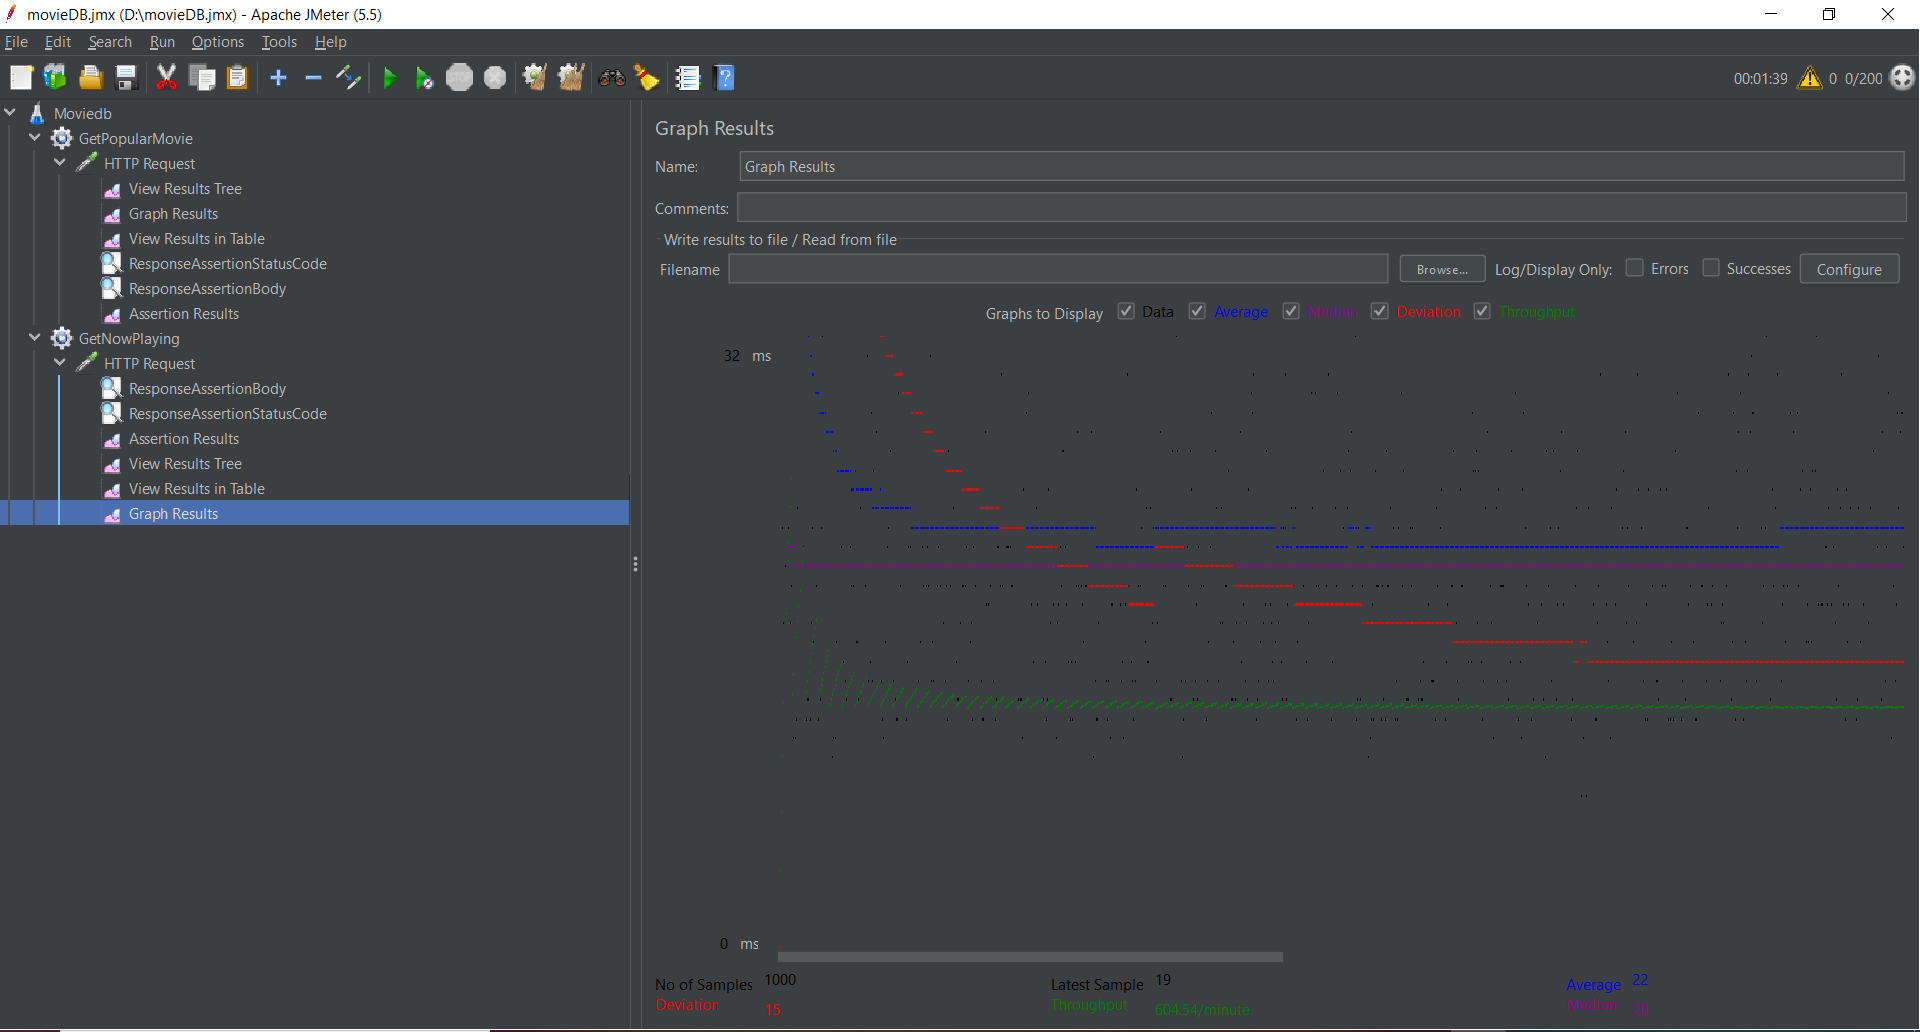 movieDB.jmx (D:\movieDB.jmx) - Apache JMeter (5.5)
File Edit Search Run Options Tools Help
STOP
00:01:39 0 0/200
Moviedb
GetPopularMovie
HTTP Request
View Results Tree
Graph Results
View Results in Table
ResponseAssertionStatusCode
ResponseAssertionBody
Assertion Results
GetNowPlaying
HTTP Request
ResponseAssertionBody
ResponseAssertionStatusCode
Assertion Results
View Results Tree
View Results in Table
Graph Results
Graph Results
Name: Graph Results
Comments:
Write results to file / Read from file
Filename Browse... Log/Display Only: Errors Successes Configure
Graphs to Display Data Average Median Deviation Throughput
32 ms
0 ms
No of Samples 1000 Latest Sample 19 Average 22
Deviation 15 Throughput 604.54/minute Median 20